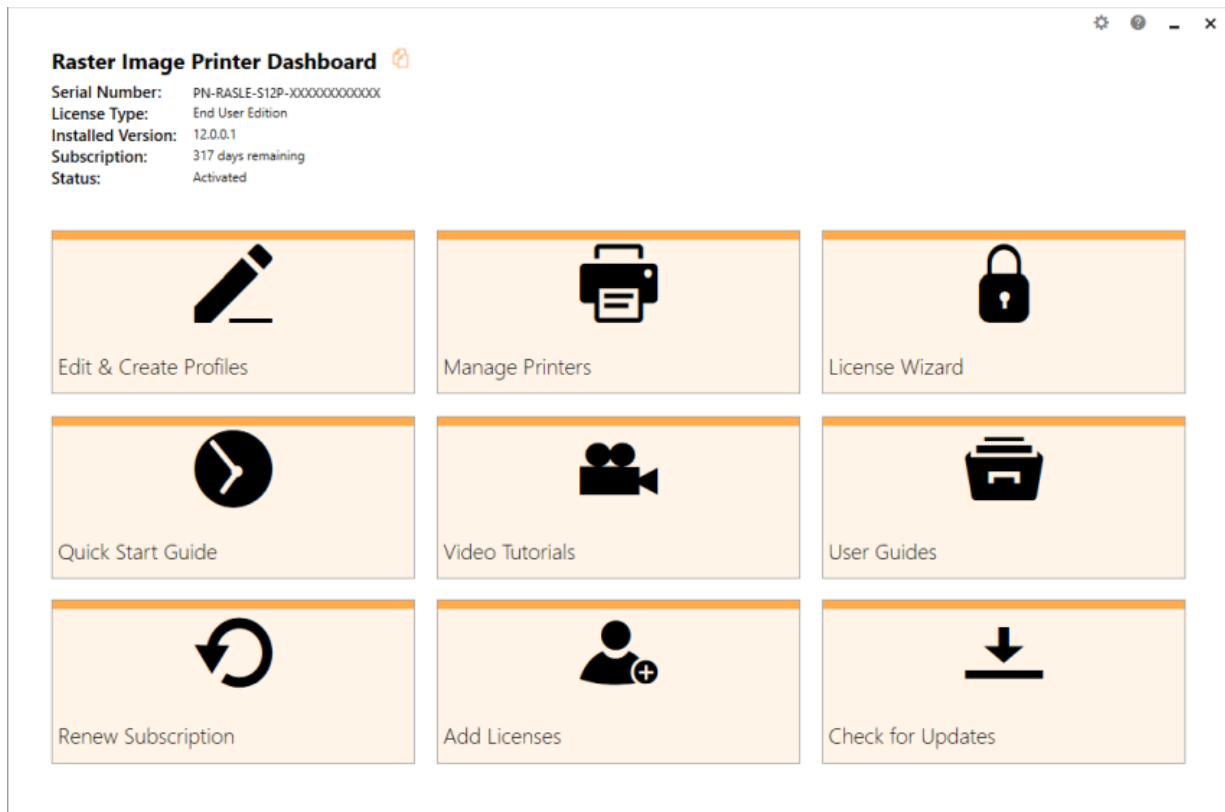 Raster Image Printer Dashboard
Serial Number: PN-RASLE-S12P-XXXXXXXXXXXX
License Type: End User Edition
Installed Version: 12.0.0.1
Subscription: 317 days remaining
Status: Activated
Edit & Create Profiles
Manage Printers
License Wizard
Quick Start Guide
Video Tutorials
User Guides
Renew Subscription
Add Licenses
Check for Updates